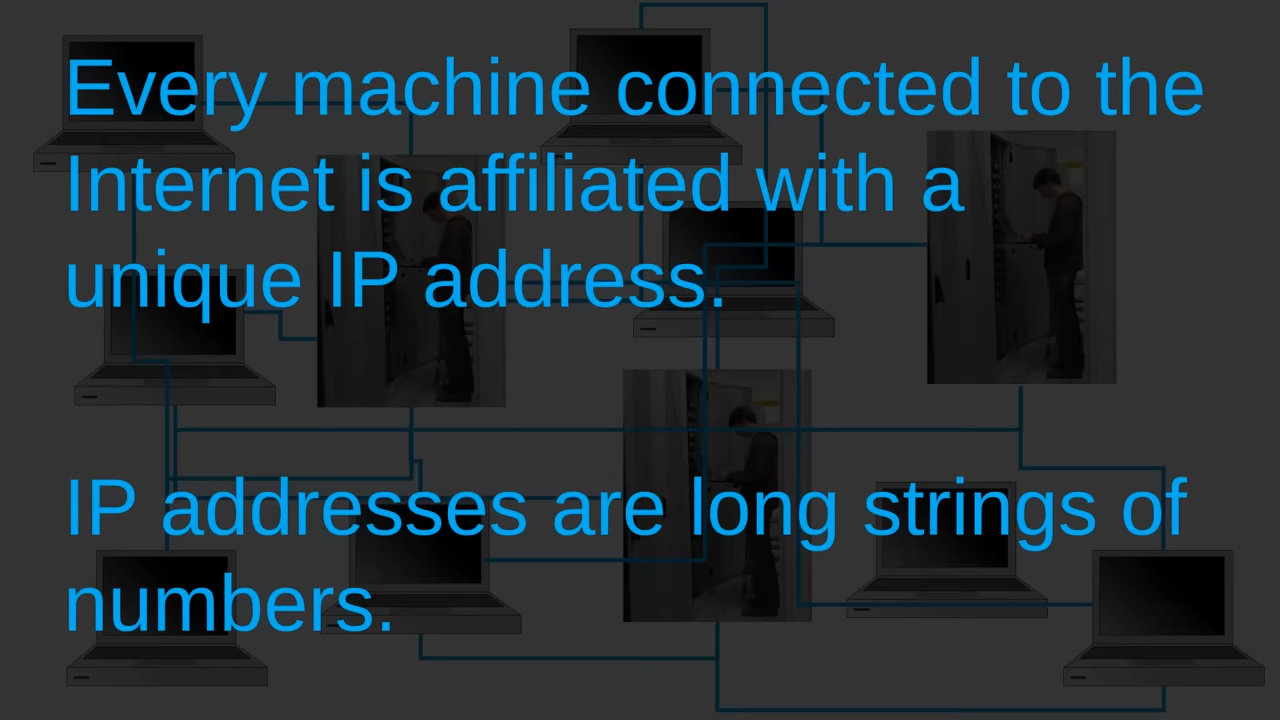 Every machine connected to the
Internet is affiliated with a
unique IP address.
IP addresses are long strings of
numbers.